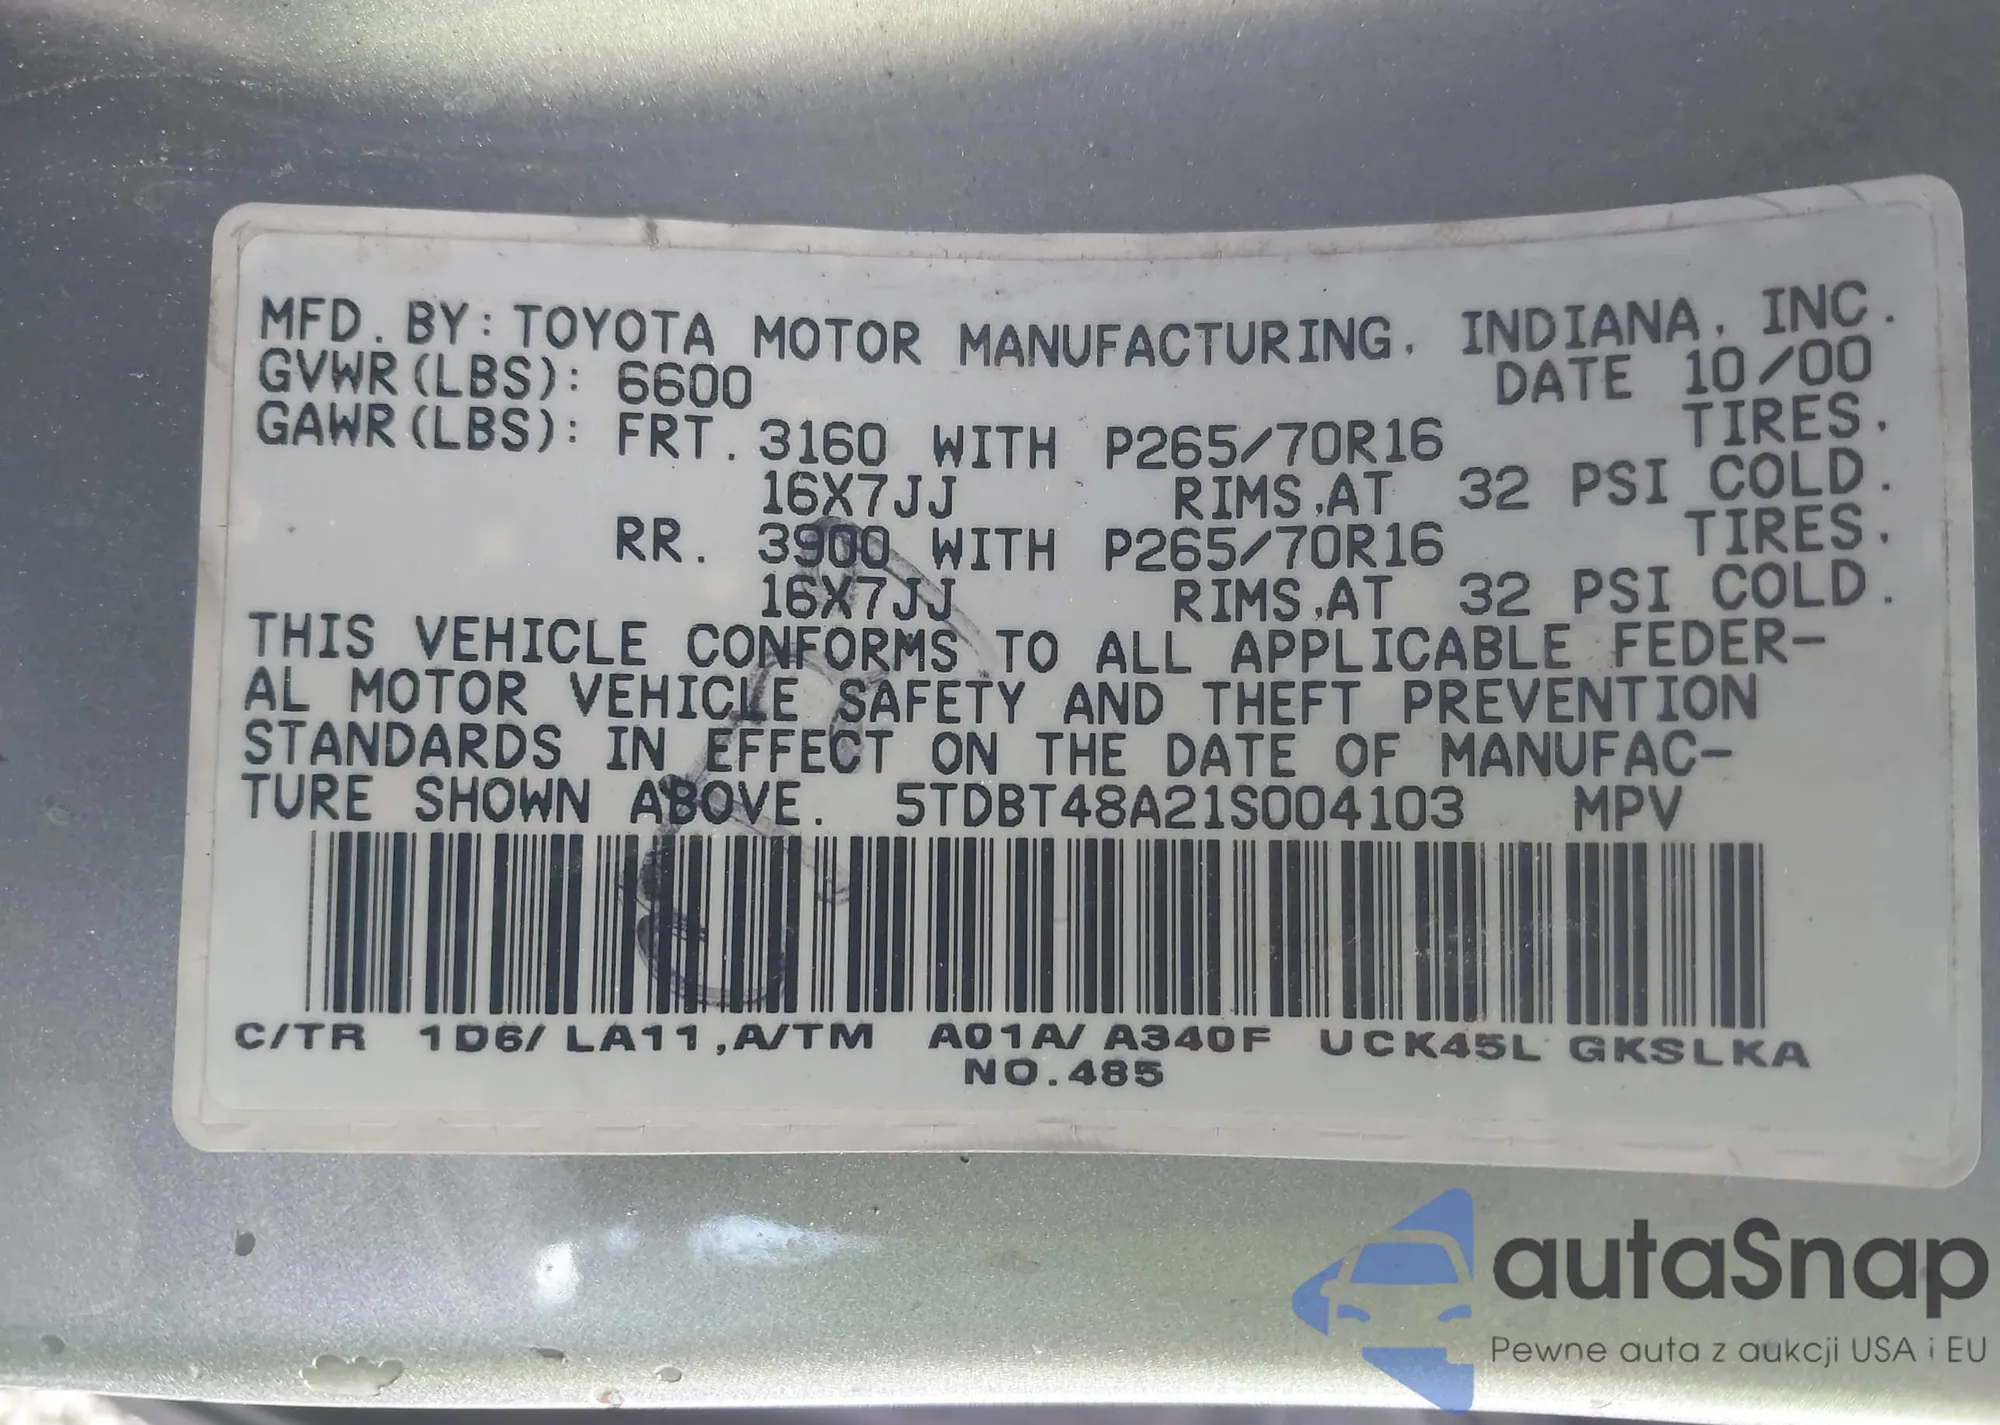 MFD. BY: TOYOTA MOTOR MANUFACTURING, INDIANA, INC.
GVWR(LBS): 6600 DATE 10/00
GAWR(LBS): FRT. 3160 WITH P265/70R16 TIRES.
16X7JJ RIMS,AT 32 PSI COLD.
RR. 3900 WITH P265/70R16 TIRES.
16X7JJ RIMS,AT 32 PSI COLD.
THIS VEHICLE CONFORMS TO ALL APPLICABLE FEDER-
AL MOTOR VEHICLE SAFETY AND THEFT PREVENTION
STANDARDS IN EFFECT ON THE DATE OF MANUFAC-
TURE SHOWN ABOVE. 5TDBT48A21S004103 MPV
C/TR 1D6/ LA11,A/TM A01A/ A340F UCK45L GKSLKA
NO.485
autaSnap
Pewne auta z aukcji USA i EU